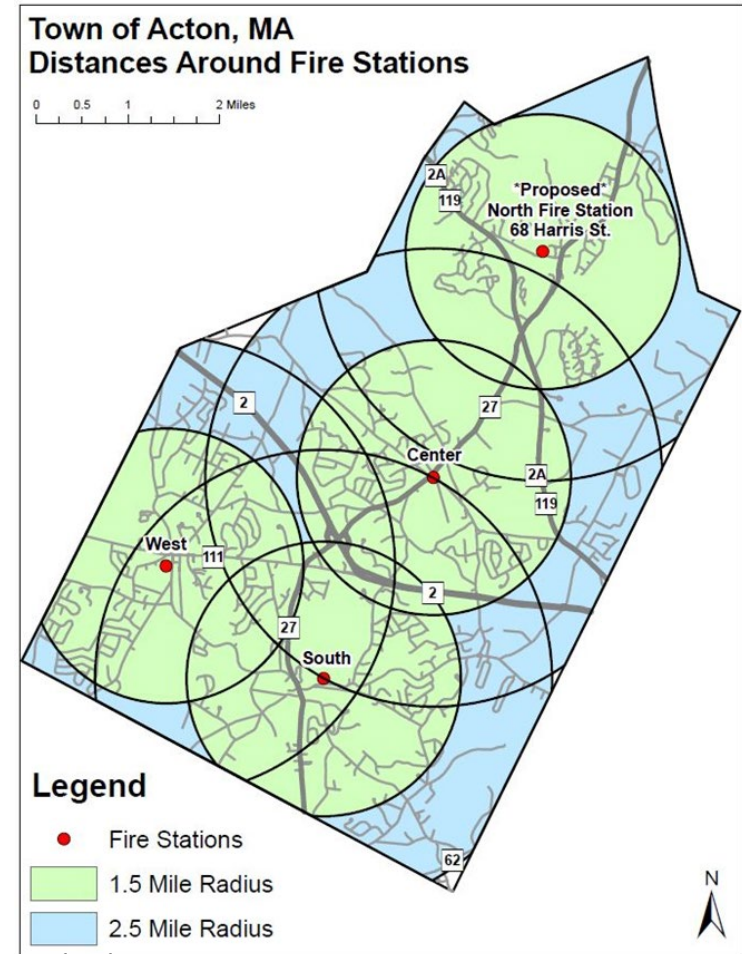 Town of Acton, MA
Distances Around Fire Stations
0 0.5 1 2 Miles
2A
119
*Proposed*
North Fire Station
68 Harris St.
2
27
Center
2A
119
West
111
2
27
South
62
Legend
Fire Stations
1.5 Mile Radius
2.5 Mile Radius
N